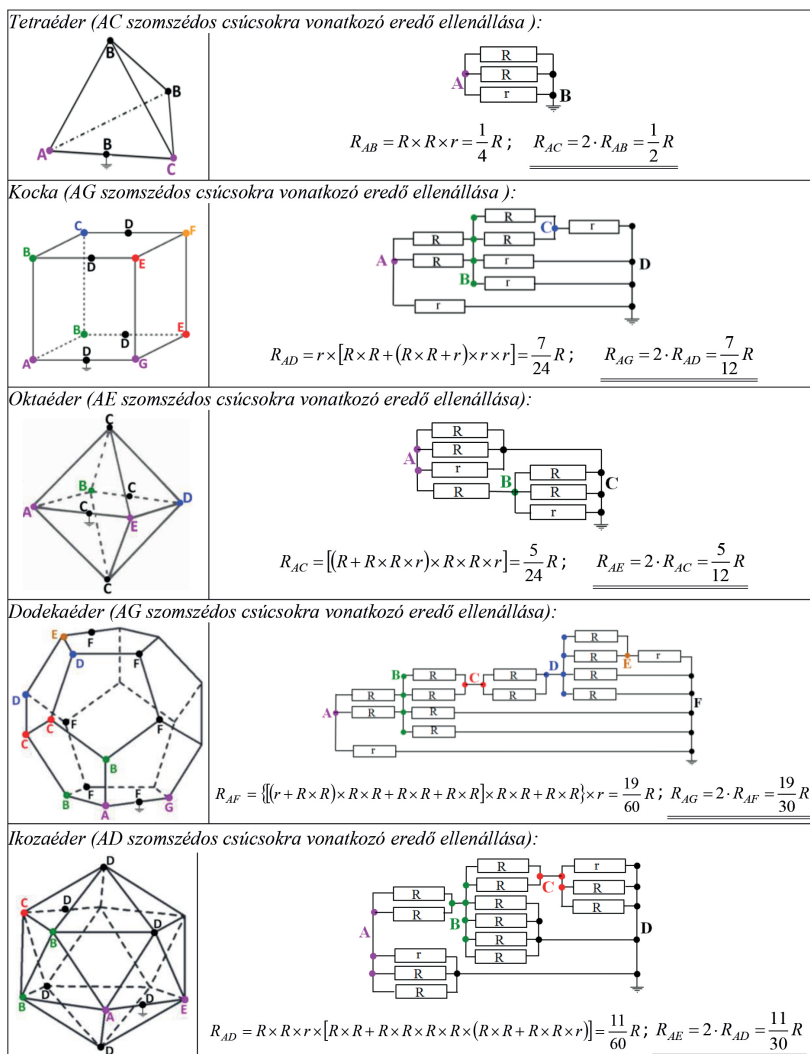 Tetraéder (AC szomszédos csúcsokra vonatkozó eredő ellenállása ):
B
B
A
B
C
R
A
R
r
B
R_AB = R × R × r = 1/4 R ; R_AC = 2 · R_AB = 1/2 R
Kocka (AG szomszédos csúcsokra vonatkozó eredő ellenállása ):
C
D
F
B
D
E
B
D
E
A
D
G
R
R
R
C
r
A
R
r
D
B
r
r
R_AD = r × [R × R + (R × R + r) × r × r] = 7/24 R ; R_AG = 2 · R_AD = 7/12 R
Oktaéder (AE szomszédos csúcsokra vonatkozó eredő ellenállása):
C
B
C
D
A
C
E
C
R
R
A
r
R
B
R
R
r
C
R_AC = [(R + R × R × r) × R × R × r] = 5/24 R ; R_AE = 2 · R_AC = 5/12 R
Dodekaéder (AG szomszédos csúcsokra vonatkozó eredő ellenállása):
E
F
D
F
D
C
C
F
F
B
B
F
F
A
G
R
R
E
r
B
R
C
R
D
R
R
R
R
R
A
R
R
R
F
r
R_AF = {[[(r + R × R) × R × R + R × R + R × R] × R × R + R × R} × r = 19/60 R ; R_AG = 2 · R_AF = 19/30 R
Ikozaéder (AD szomszédos csúcsokra vonatkozó eredő ellenállása):
D
C
D
B
D
D
B
A
D
E
D
R
r
R
R
C
R
R
R
R
B
R
R
R
A
D
r
R
R
R_AD = R × R × r × [R × R + R × R × R × R × (R × R + R × R × r)] = 11/60 R ; R_AE = 2 · R_AD = 11/30 R